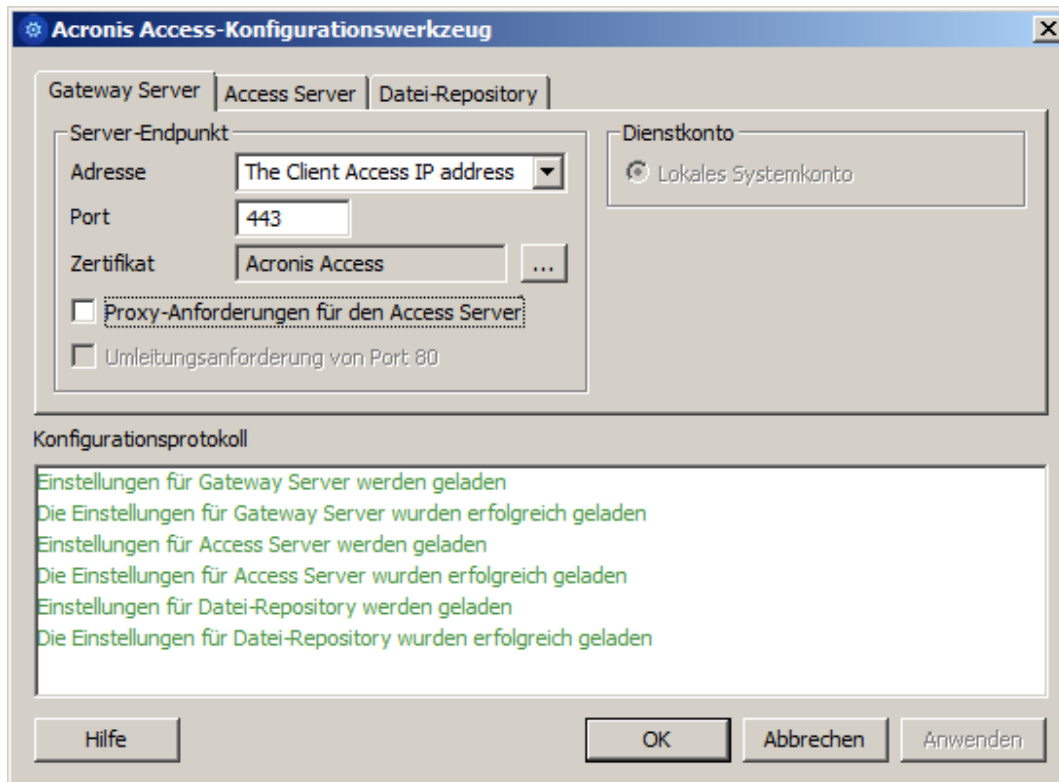 Acronis Access-Konfigurationswerkzeug
Gateway Server
Access Server
Datei-Repository
Server-Endpunkt
Adresse
The Client Access IP address
Port
443
Zertifikat
Acronis Access
...
Proxy-Anforderungen für den Access Server
Umleitungsanforderung von Port 80
Dienstkonto
Lokales Systemkonto
Konfigurationsprotokoll
Einstellungen für Gateway Server werden geladen
Die Einstellungen für Gateway Server wurden erfolgreich geladen
Einstellungen für Access Server werden geladen
Die Einstellungen für Access Server wurden erfolgreich geladen
Einstellungen für Datei-Repository werden geladen
Die Einstellungen für Datei-Repository wurden erfolgreich geladen
Hilfe
OK
Abbrechen
Anwenden